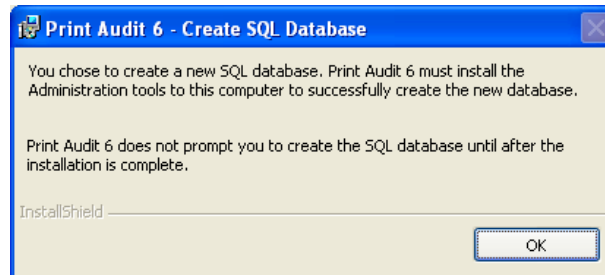 Print Audit 6 - Create SQL Database
You chose to create a new SQL database. Print Audit 6 must install the
Administration tools to this computer to successfully create the new database.
Print Audit 6 does not prompt you to create the SQL database until after the
installation is complete.
InstallShield
OK